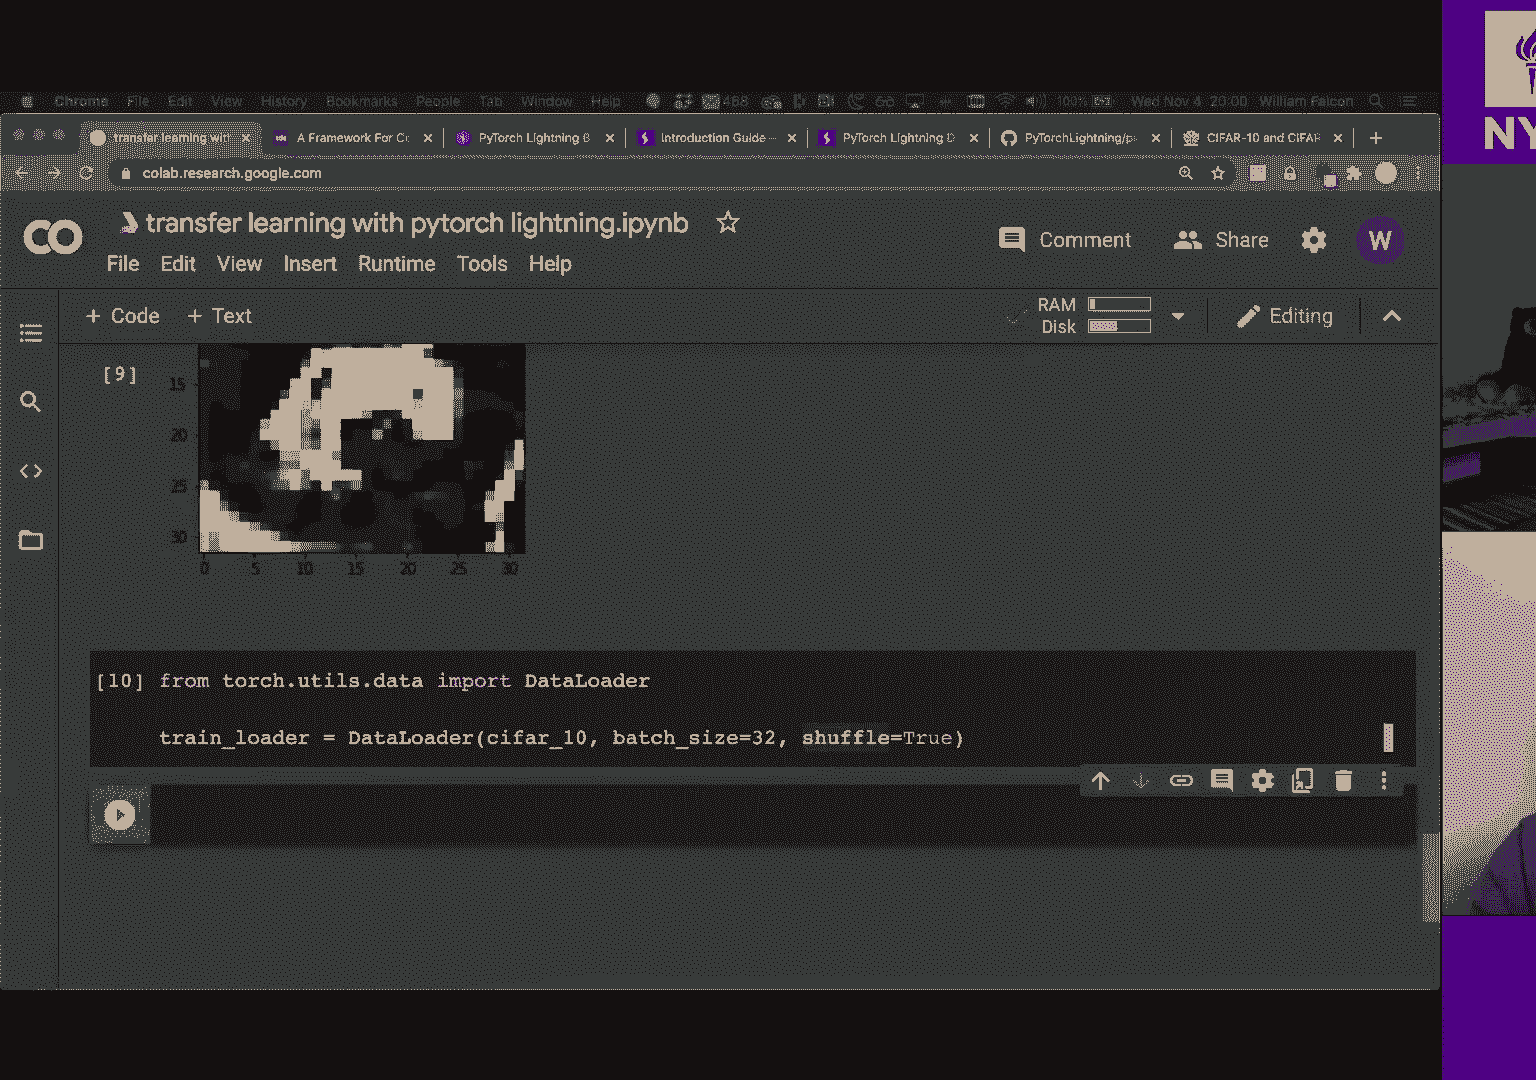 Chrome File Edit View History Bookmarks People Tab Window Help 468 100% Wed Nov 4 20:00 William Falcon
transfer learning wit A Framework For C PyTorch Lightning Introduction Guide - PyTorch Lightning D PyTorchLightning/p CIFAR-10 and CIFAR
colab.research.google.com
CO transfer learning with pytorch lightning.ipynb
Comment Share W
File Edit View Insert Runtime Tools Help
+ Code + Text RAM Disk Editing
[9] 15
20
25
30
0 5 10 15 20 25 30
[10] from torch.utils.data import DataLoader
train_loader = DataLoader(cifar_10, batch_size=32, shuffle=True)
NY